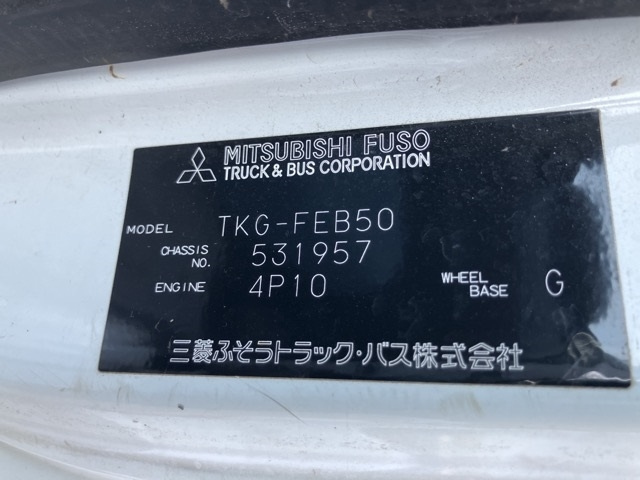 MITSUBISHI FUSO
TRUCK & BUS CORPORATION
MODEL TKG-FEB50
CHASSIS NO. 531957
ENGINE 4P10 WHEEL BASE G
三菱ふそうトラック・バス株式会社